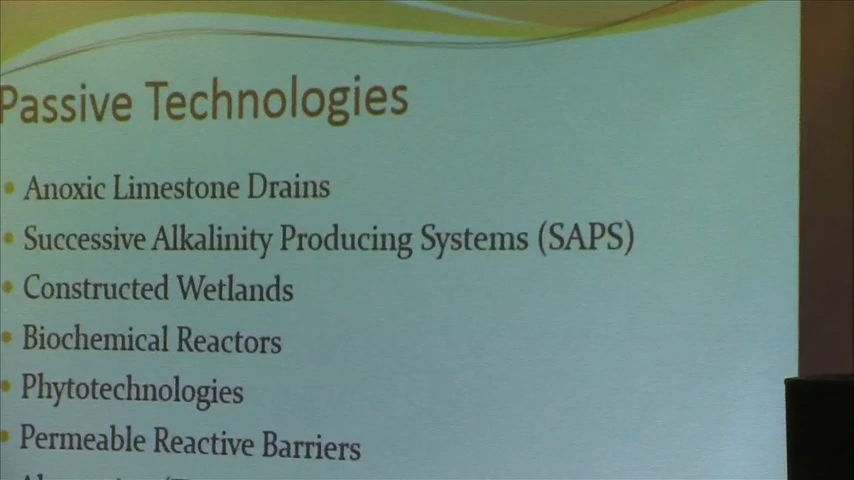 Passive Technologies
• Anoxic Limestone Drains
• Successive Alkalinity Producing Systems (SAPS)
• Constructed Wetlands
• Biochemical Reactors
• Phytotechnologies
• Permeable Reactive Barriers